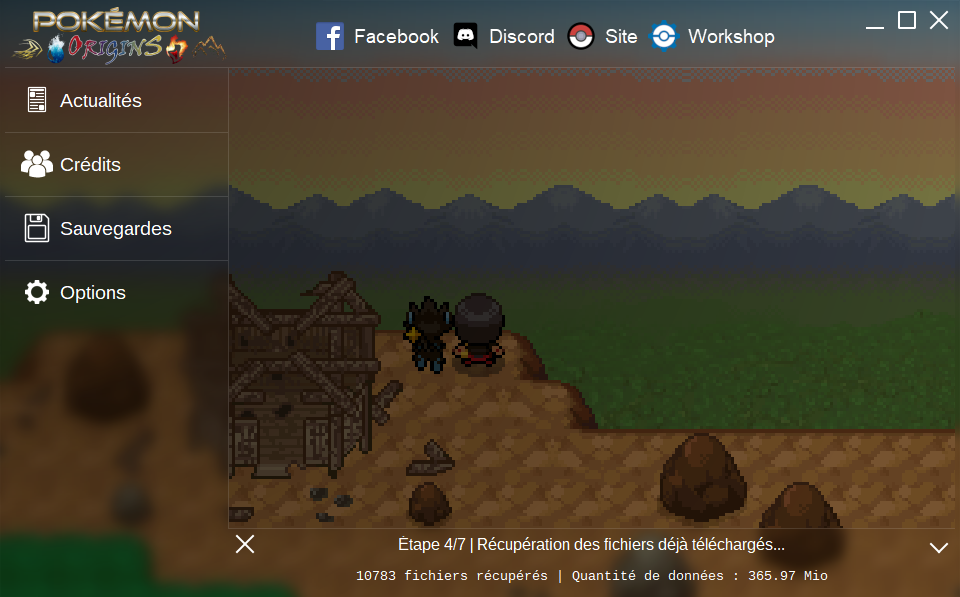 POKÉMON
ORIGINS
Facebook Discord Site Workshop
Actualités
Crédits
Sauvegardes
Options
Étape 4/7 | Récupération des fichiers déjà téléchargés...
10783 fichiers récupérés | Quantité de données : 365.97 Mio